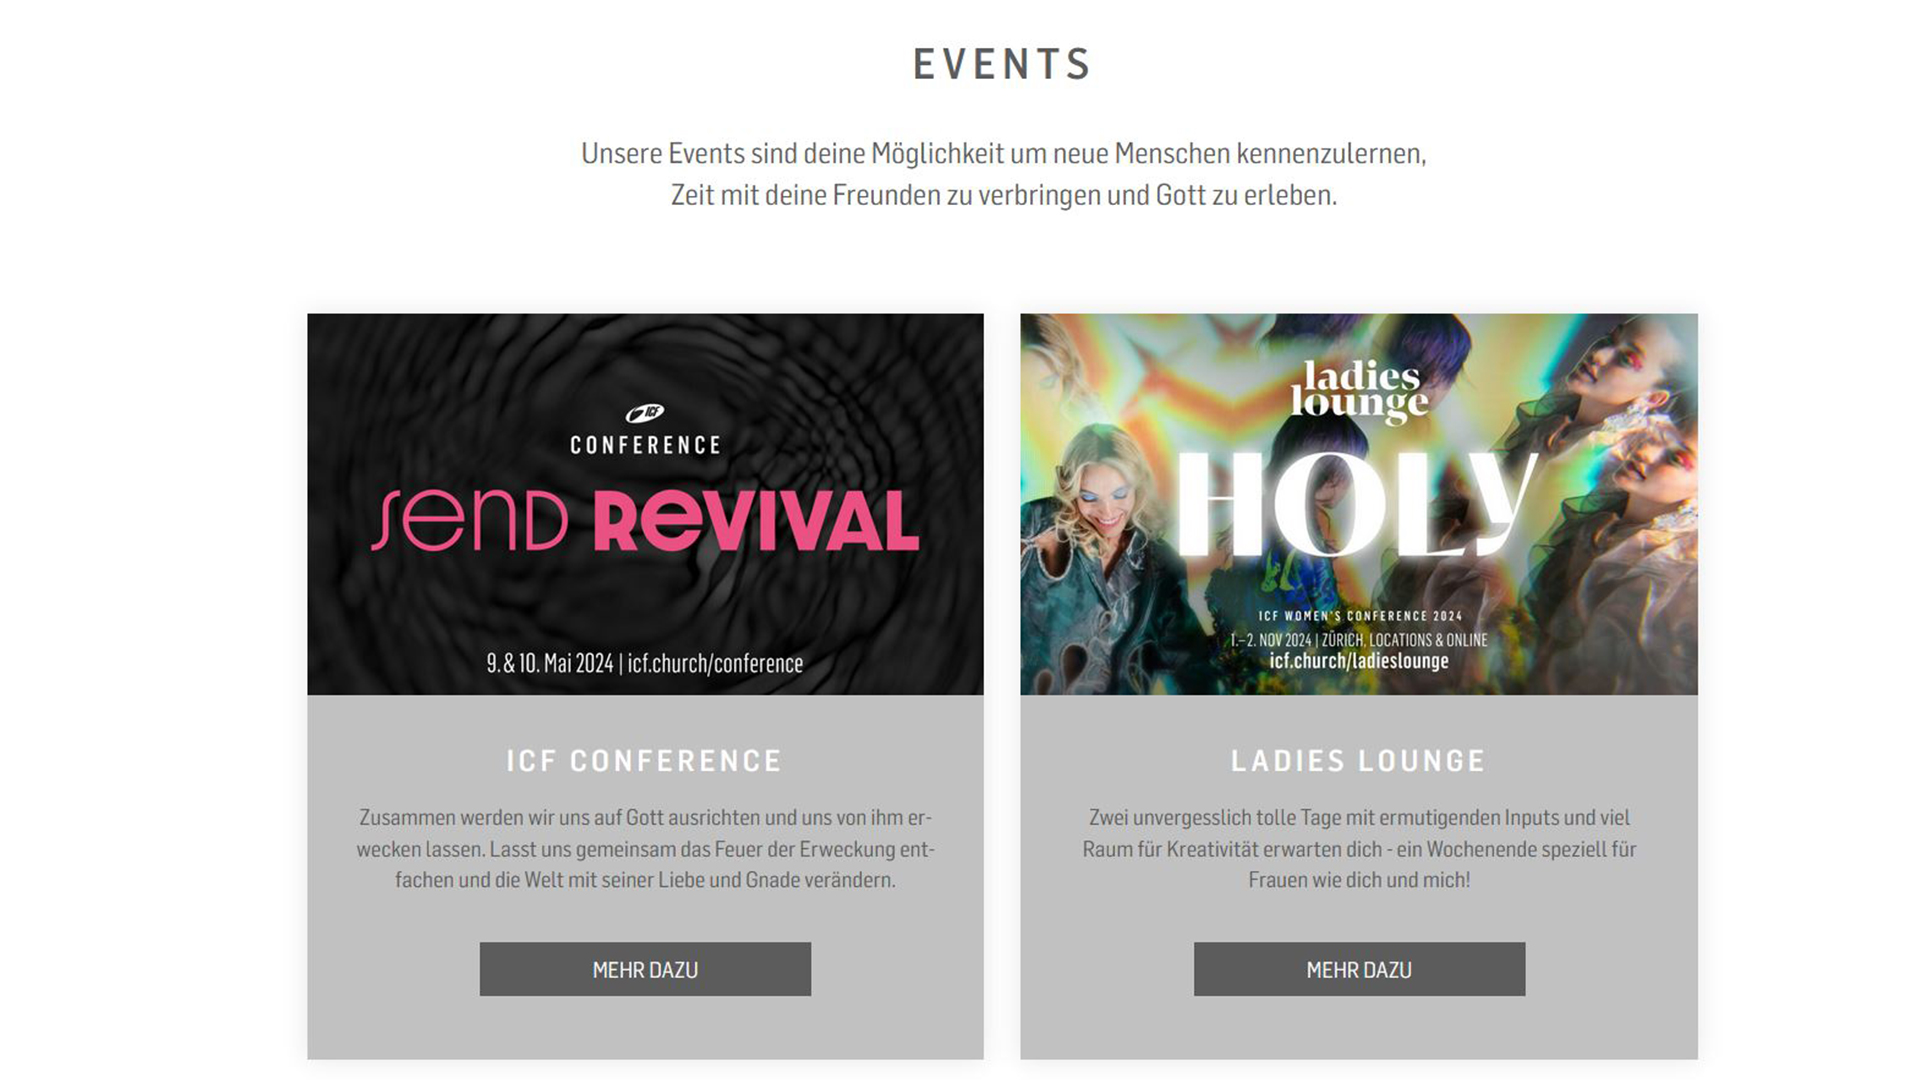 EVENTS
Unsere Events sind deine Möglichkeit um neue Menschen kennenzulernen,
Zeit mit deine Freunden zu verbringen und Gott zu erleben.
ICF
CONFERENCE
SEND REVIVAL
9. & 10. Mai 2024 | icf.church/conference
ICF CONFERENCE
Zusammen werden wir uns auf Gott ausrichten und uns von ihm er-
wecken lassen. Lasst uns gemeinsam das Feuer der Erweckung ent-
fachen und die Welt mit seiner Liebe und Gnade verändern.
MEHR DAZU
ladies
lounge
HOLY
ICF WOMEN'S CONFERENCE 2024
1.–2. NOV 2024 | ZÜRICH, LOCATIONS & ONLINE
icf.church/ladieslounge
LADIES LOUNGE
Zwei unvergesslich tolle Tage mit ermutigenden Inputs und viel
Raum für Kreativität erwarten dich - ein Wochenende speziell für
Frauen wie dich und mich!
MEHR DAZU